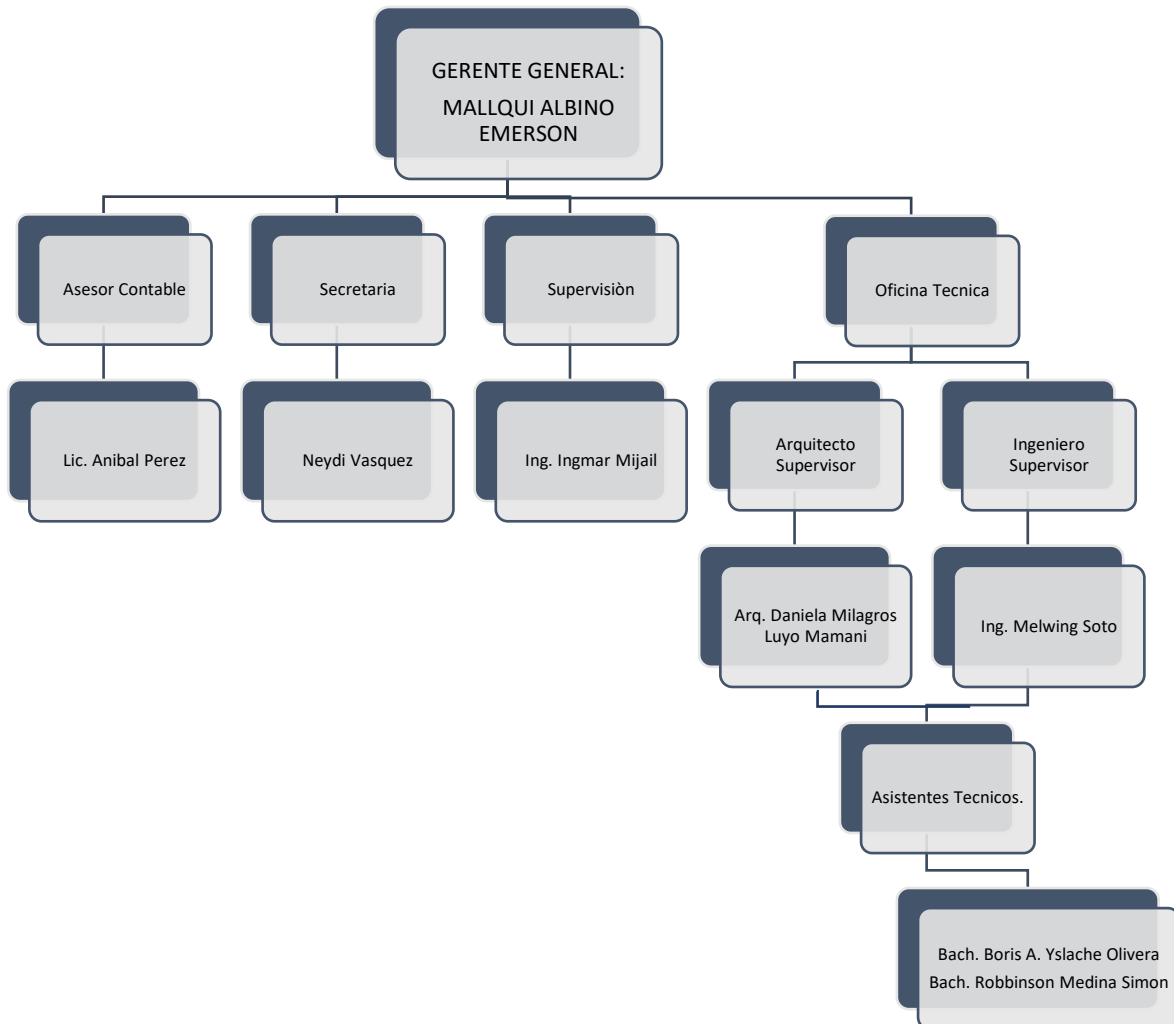 GERENTE GENERAL:
MALLQUI ALBINO
EMERSON
Asesor Contable
Secretaria
Supervisiòn
Oficina Tecnica
Lic. Anibal Perez
Neydi Vasquez
Ing. Ingmar Mijail
Arquitecto
Supervisor
Ingeniero
Supervisor
Arq. Daniela Milagros
Luyo Mamani
Ing. Melwing Soto
Asistentes Tecnicos.
Bach. Boris A. Yslache Olivera
Bach. Robbinson Medina Simon